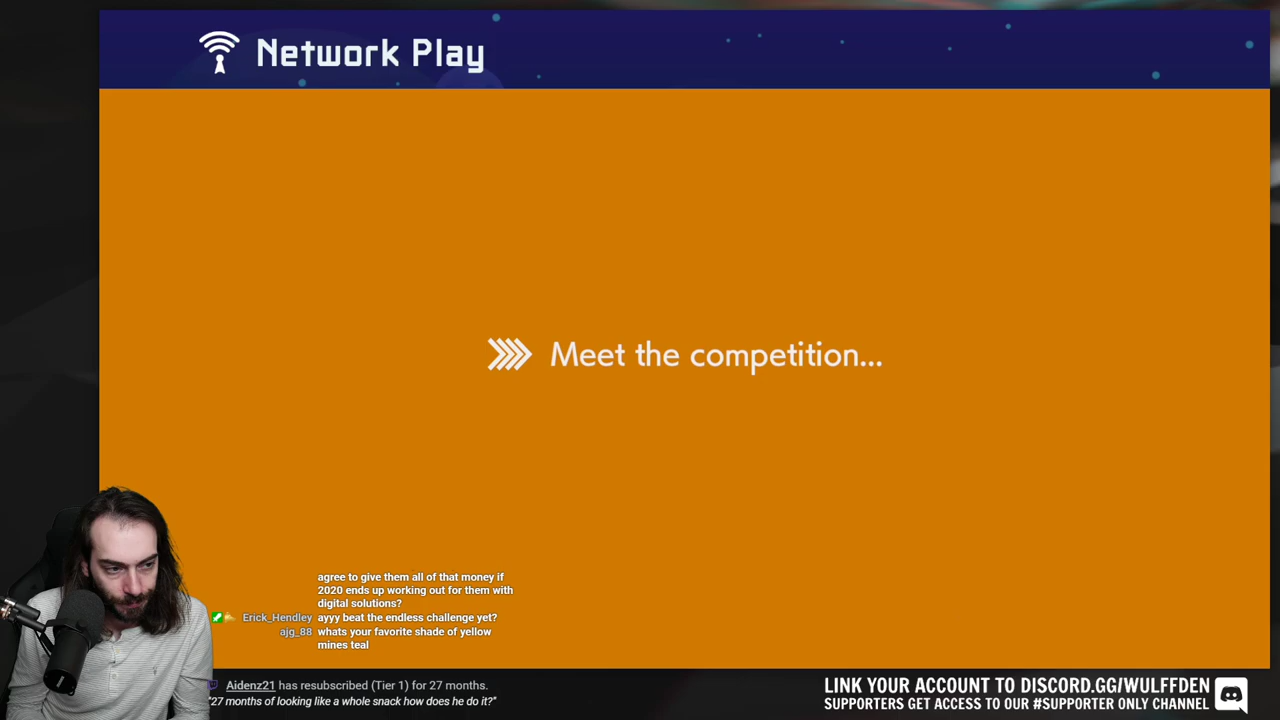 Network Play
Meet the competition...
agree to give them all of that money if
2020 ends up working out for them with
digital solutions?
Erick_Hendley ayyy beat the endless challenge yet?
ajg_88 whats your favorite shade of yellow
mines teal
Aidenz21 has resubscribed (Tier 1) for 27 months.
"27 months of looking like a whole snack how does he do it?"
LINK YOUR ACCOUNT TO DISCORD.GG/WULFFDEN
SUPPORTERS GET ACCESS TO OUR #SUPPORTER ONLY CHANNEL